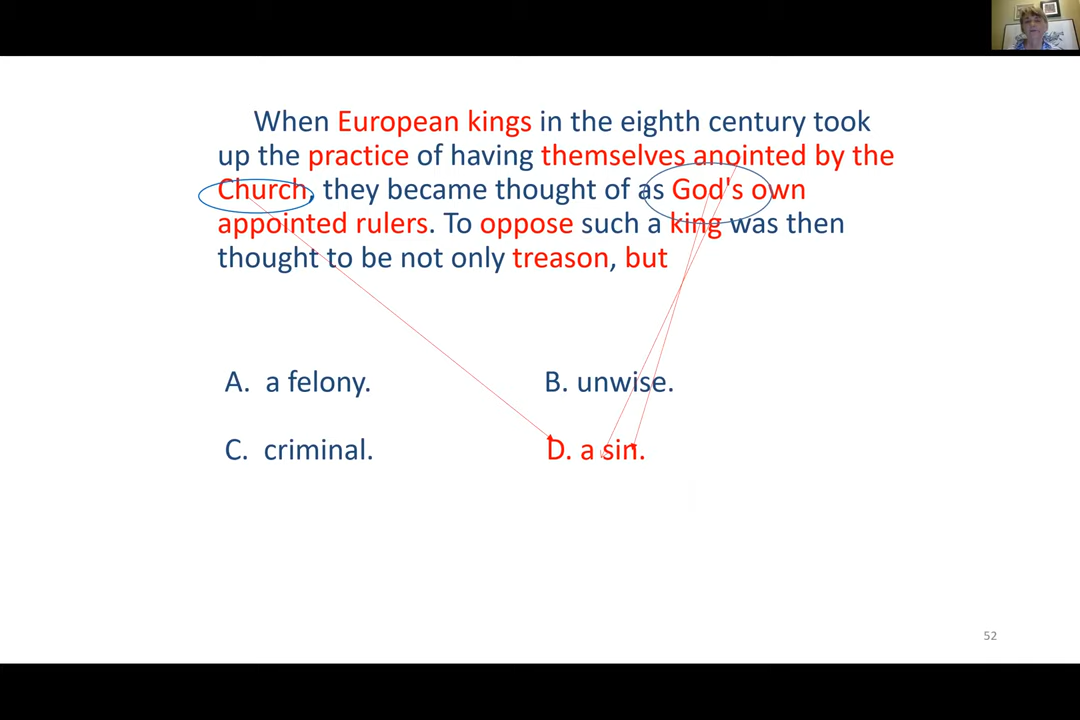 When European kings in the eighth century took
up the practice of having themselves anointed by the
Church, they became thought of as God's own
appointed rulers. To oppose such a king was then
thought to be not only treason, but
A. a felony.
B. unwise.
C. criminal.
D. a sin.
52